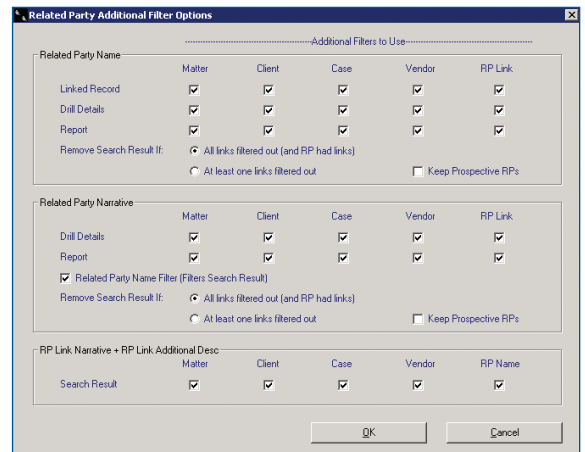 Related Party Additional Filter Options
Additional Filters to Use
Related Party Name
Matter Client Case Vendor RP Link
Linked Record
Drill Details
Report
Remove Search Result If: All links filtered out (and RP had links)
At least one links filtered out Keep Prospective RPs
Related Party Narrative
Matter Client Case Vendor RP Link
Drill Details
Report
Related Party Name Filter (Filters Search Result)
Remove Search Result If: All links filtered out (and RP had links)
At least one links filtered out Keep Prospective RPs
RP Link Narrative + RP Link Additional Desc
Matter Client Case Vendor RP Name
Search Result
OK Cancel